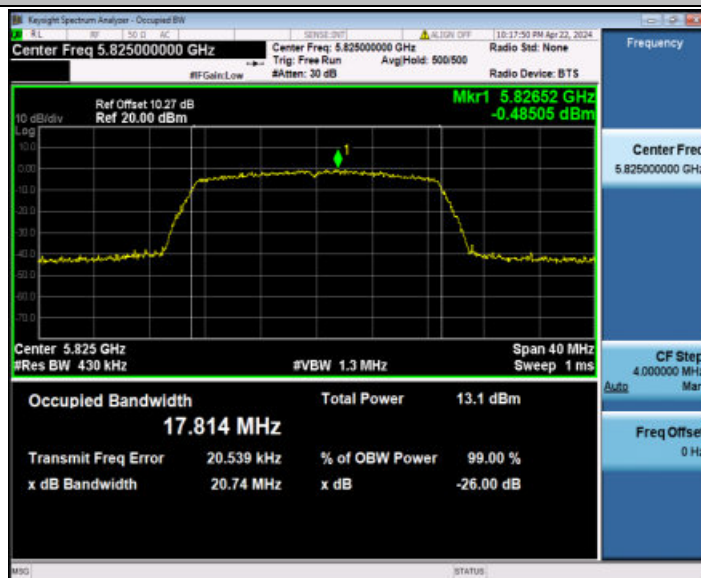 Keysight Spectrum Analyzer - Occupied BW
RL RF 50 Ω AC SENSE:INT ALIGN OFF 10:17:50 PM Apr 22, 2024
Center Freq 5.825000000 GHz
Center Freq: 5.825000000 GHz
Radio Std: None
Trig: Free Run Avg|Hold: 500/500
#IFGain:Low
#Atten: 30 dB
Radio Device: BTS
Ref Offset 10.27 dB
10 dB/div Ref 20.00 dBm
Mkr1 5.82652 GHz
-0.48505 dBm
Log
10.0
0.00
-10.0
-20.0
-30.0
-40.0
-50.0
-60.0
-70.0
1
Center 5.825 GHz
Span 40 MHz
#Res BW 430 kHz
#VBW 1.3 MHz
Sweep 1 ms
Occupied Bandwidth
17.814 MHz
Total Power 13.1 dBm
Transmit Freq Error 20.539 kHz
% of OBW Power 99.00 %
x dB Bandwidth 20.74 MHz
x dB -26.00 dB
MSG
STATUS
Frequency
Center Freq
5.825000000 GHz
CF Step
4.000000 MHz
Auto Man
Freq Offset
0 Hz